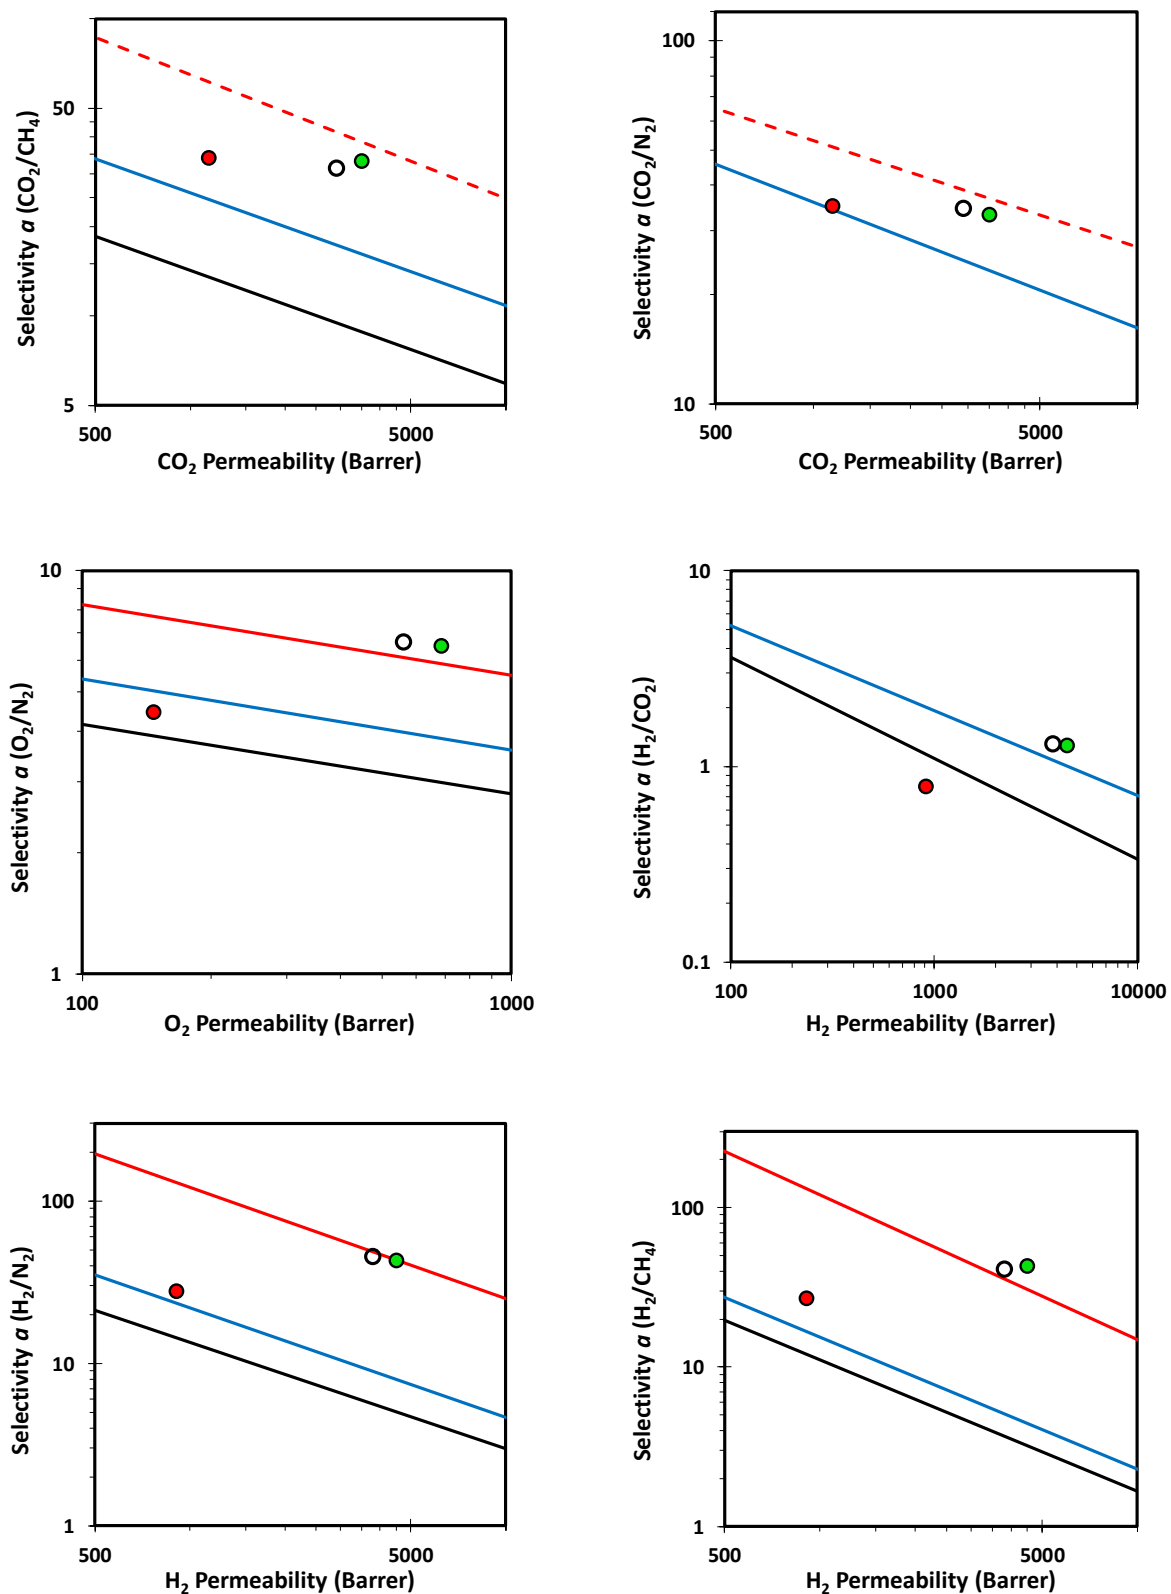 50
5
500
5000
Selectivity α (CO₂/CH₄)
CO₂ Permeability (Barrer)
100
10
500
5000
Selectivity α (CO₂/N₂)
CO₂ Permeability (Barrer)
10
1
100
1000
Selectivity α (O₂/N₂)
O₂ Permeability (Barrer)
10
1
0.1
100
1000
10000
Selectivity α (H₂/CO₂)
H₂ Permeability (Barrer)
100
10
1
500
5000
Selectivity α (H₂/N₂)
H₂ Permeability (Barrer)
100
10
1
500
5000
Selectivity α (H₂/CH₄)
H₂ Permeability (Barrer)